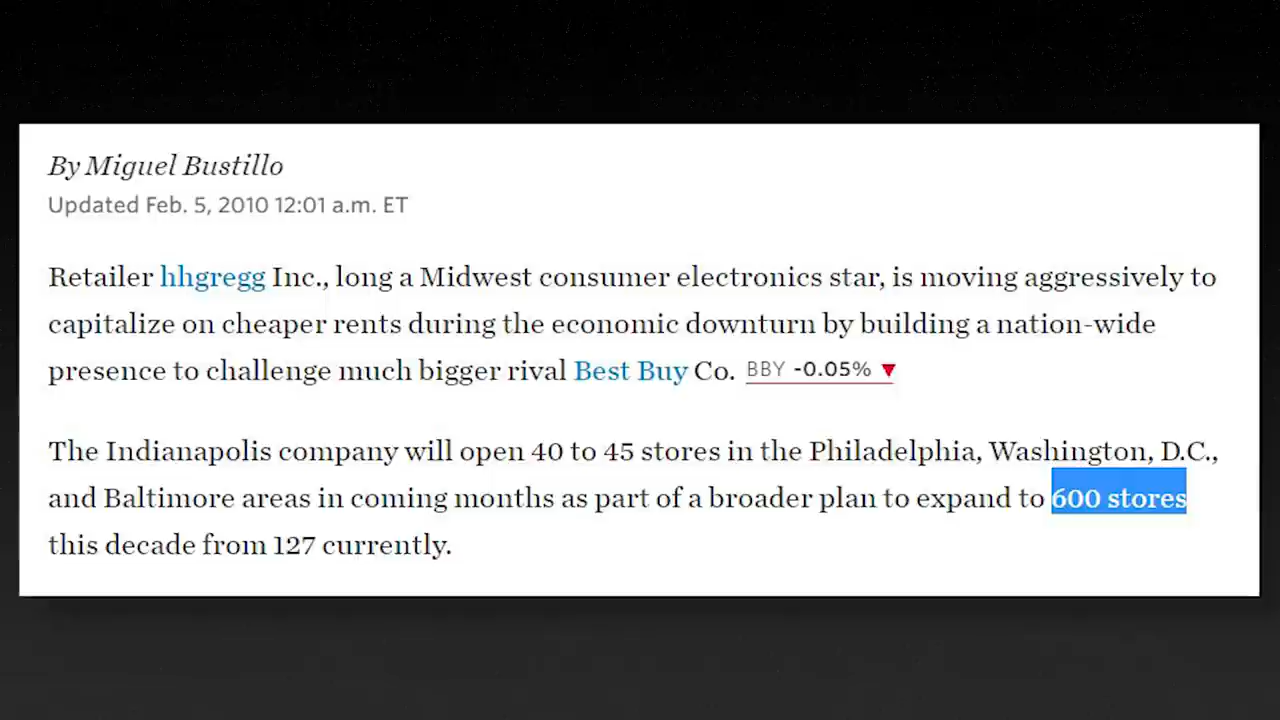 By Miguel Bustillo
Updated Feb. 5, 2010 12:01 a.m. ET
Retailer hhgregg Inc., long a Midwest consumer electronics star, is moving aggressively to
capitalize on cheaper rents during the economic downturn by building a nation-wide
presence to challenge much bigger rival Best Buy Co. BBY -0.05% ▼
The Indianapolis company will open 40 to 45 stores in the Philadelphia, Washington, D.C.,
and Baltimore areas in coming months as part of a broader plan to expand to 600 stores
this decade from 127 currently.